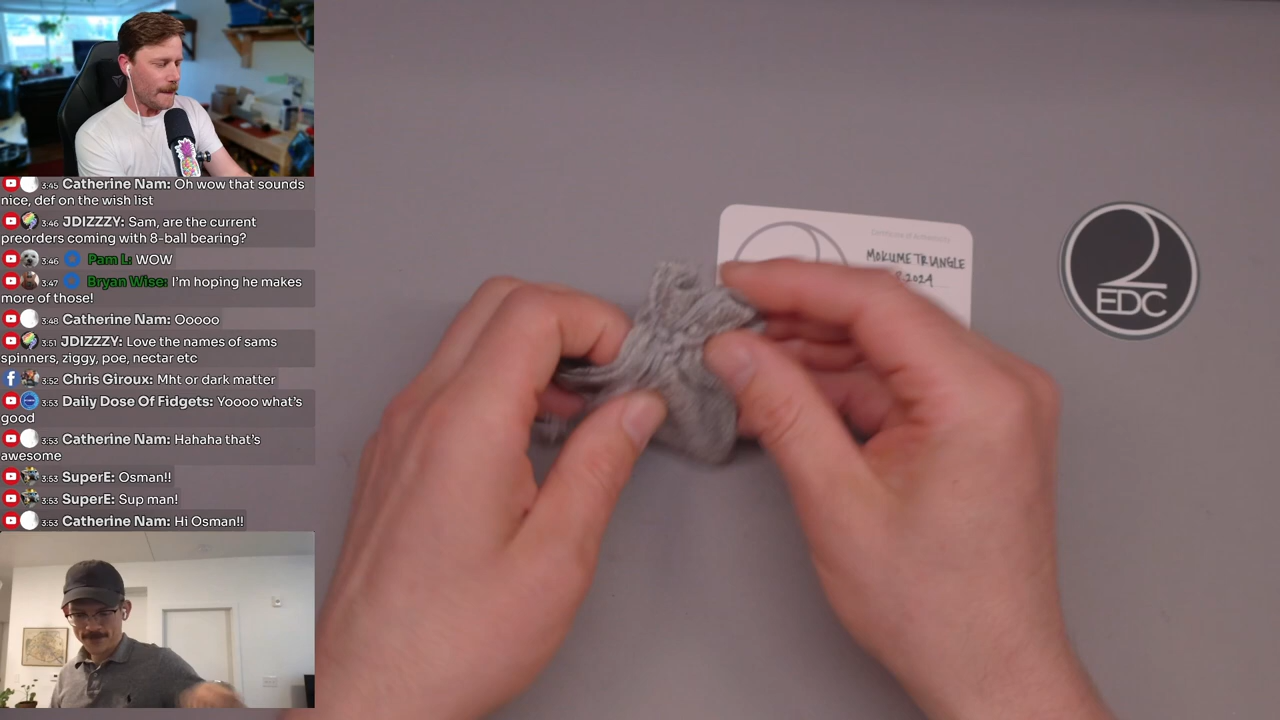 3:45 Catherine Nam: Oh wow that sounds
nice, def on the wish list
3:46 JDIZZZY: Sam, are the current
preorders coming with 8-ball bearing?
3:46 Pam L: WOW
3:47 Bryan Wise: I'm hoping he makes
more of those!
3:48 Catherine Nam: Ooooo
3:51 JDIZZZY: Love the names of sams
spinners, ziggy, poe, nectar etc
3:52 Chris Giroux: Mht or dark matter
3:53 Daily Dose Of Fidgets: Yoooo what's
good
3:53 Catherine Nam: Hahaha that's
awesome
3:53 SuperE: Osman!!
3:53 SuperE: Sup man!
3:53 Catherine Nam: Hi Osman!!
Certificate of Authenticity
MOKUME TRIANGLE
2024
2
EDC